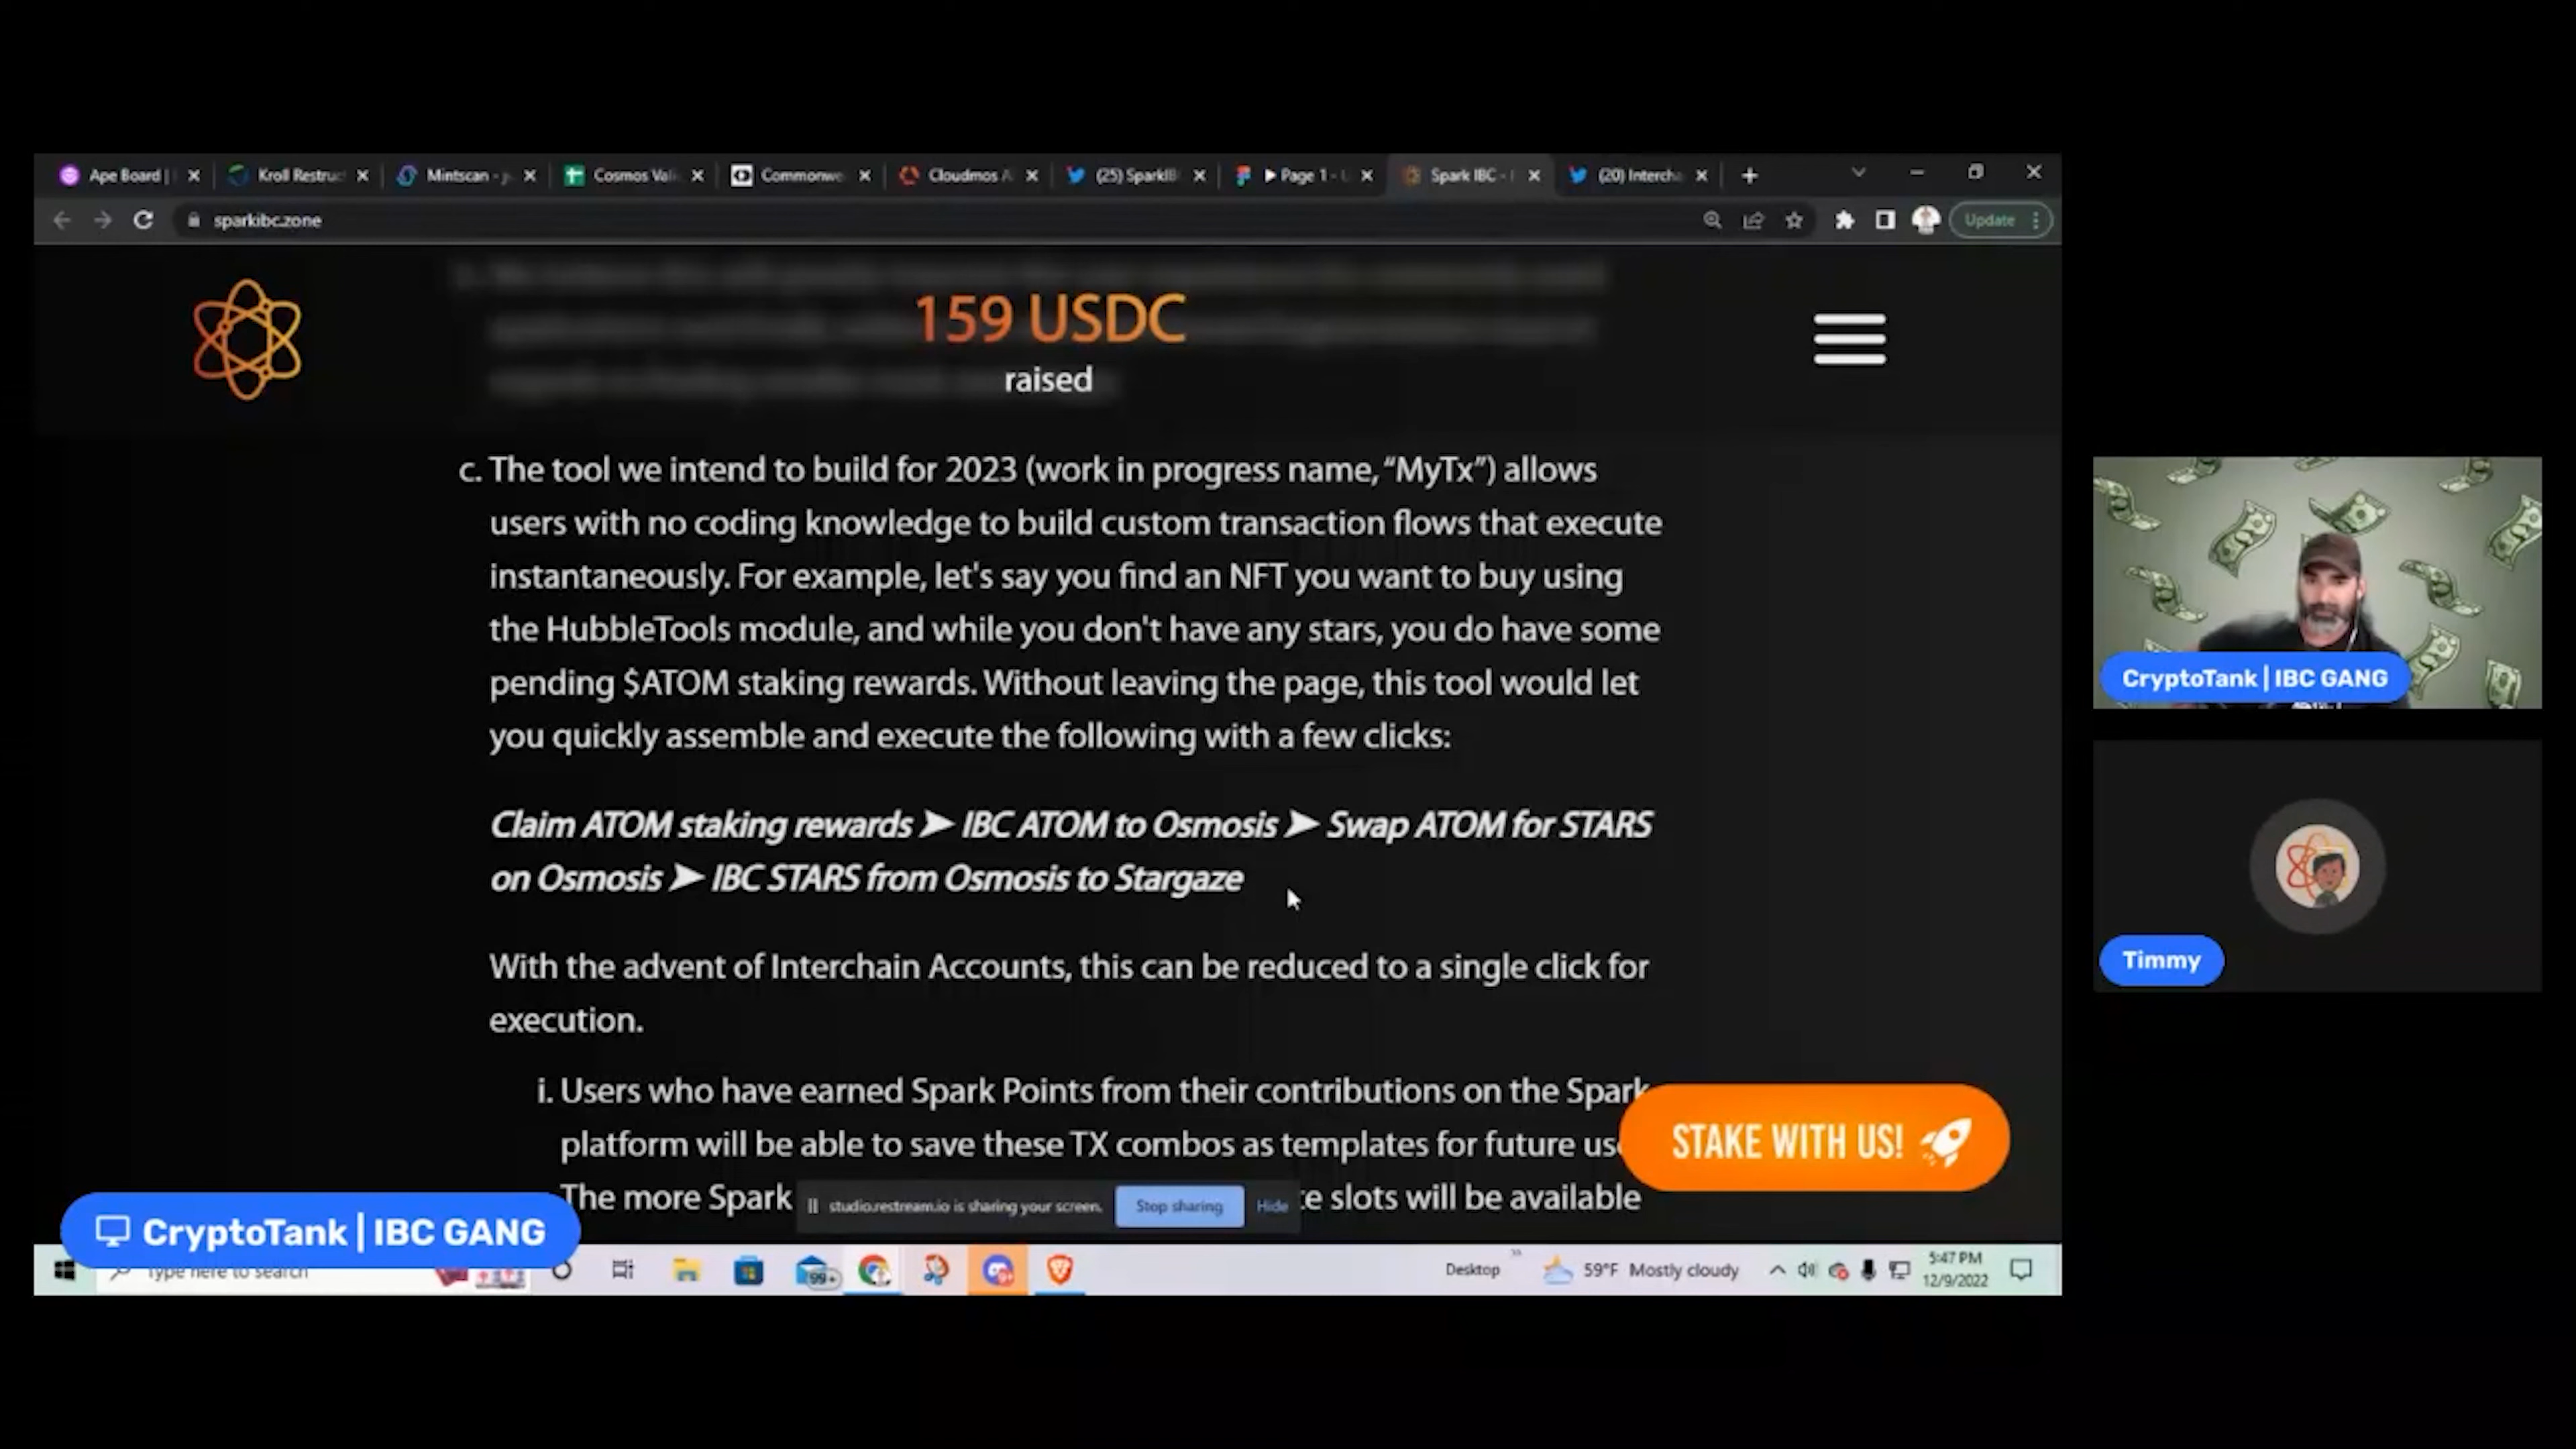 Ape Board |
Kroll Restruc
Mintscan -
Cosmos Vali
Commonwe
Cloudmos A
(25) SparkIB
Page 1 -
Spark IBC -
(20) Intercha
sparkibc.zone
Update
159 USDC
raised
c. The tool we intend to build for 2023 (work in progress name, “MyTx”) allows
users with no coding knowledge to build custom transaction flows that execute
instantaneously. For example, let's say you find an NFT you want to buy using
the HubbleTools module, and while you don't have any stars, you do have some
pending $ATOM staking rewards. Without leaving the page, this tool would let
you quickly assemble and execute the following with a few clicks:
Claim ATOM staking rewards ➤ IBC ATOM to Osmosis ➤ Swap ATOM for STARS
on Osmosis ➤ IBC STARS from Osmosis to Stargaze
With the advent of Interchain Accounts, this can be reduced to a single click for
execution.
i. Users who have earned Spark Points from their contributions on the Spark
platform will be able to save these TX combos as templates for future us
The more Spark
slots will be available
STAKE WITH US!
studio.restream.io is sharing your screen.
Stop sharing
Hide
CryptoTank | IBC GANG
Type here to search
99+
Desktop
59°F Mostly cloudy
5:47 PM
12/9/2022
CryptoTank | IBC GANG
Timmy